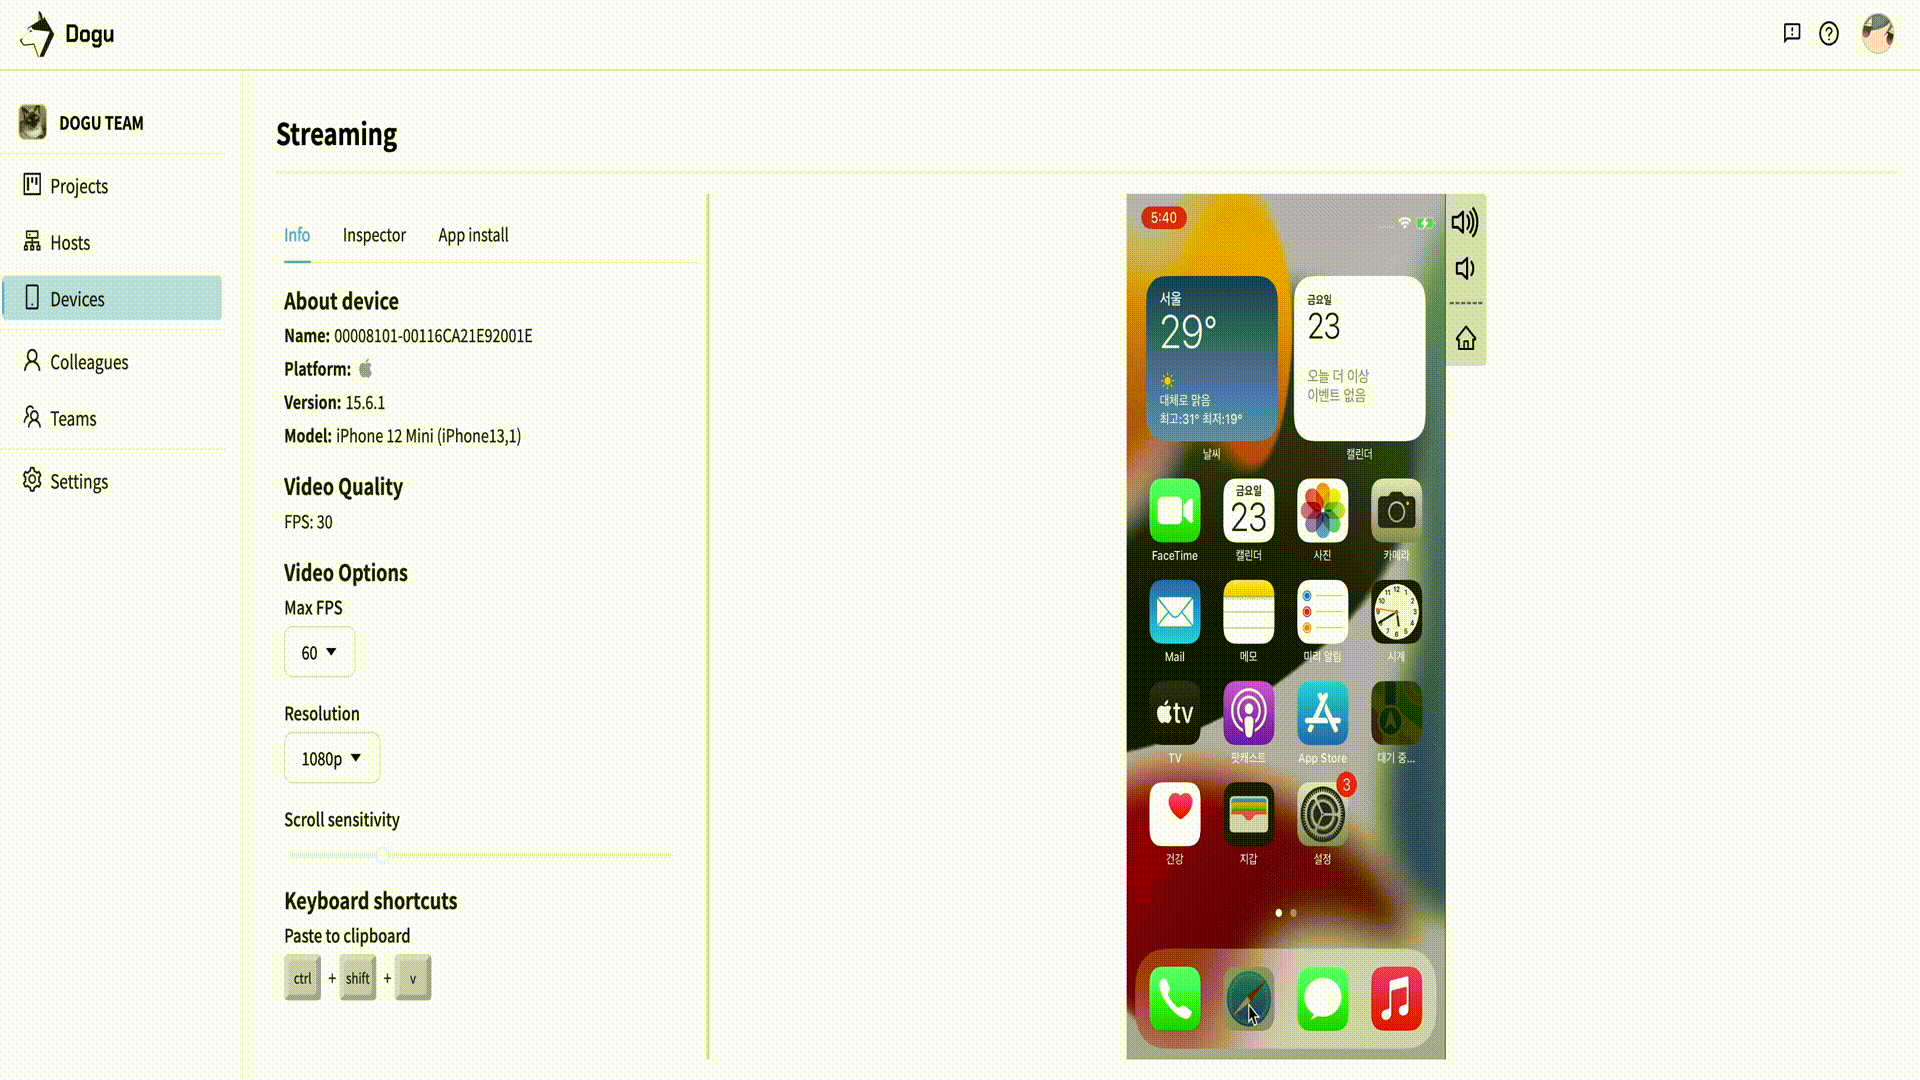 Dogu
DOGU TEAM
Projects
Hosts
Devices
Colleagues
Teams
Settings
Streaming
Info
Inspector
App install
About device
Name: 00008101-00116CA21E92001E
Platform:
Version: 15.6.1
Model: iPhone 12 Mini (iPhone13,1)
Video Quality
FPS: 30
Video Options
Max FPS
60
Resolution
1080p
Scroll sensitivity
Keyboard shortcuts
Paste to clipboard
ctrl + shift + v
5:40
서울
29°
대체로 맑음
최고:31° 최저:19°
날씨
금요일
23
오늘 더 이상
이벤트 없음
캘린더
금요일
23
FaceTime
캘린더
사진
카메라
Mail
메모
미리 알림
시계
tv
TV
팟캐스트
App Store
대기 중...
3
건강
지갑
설정